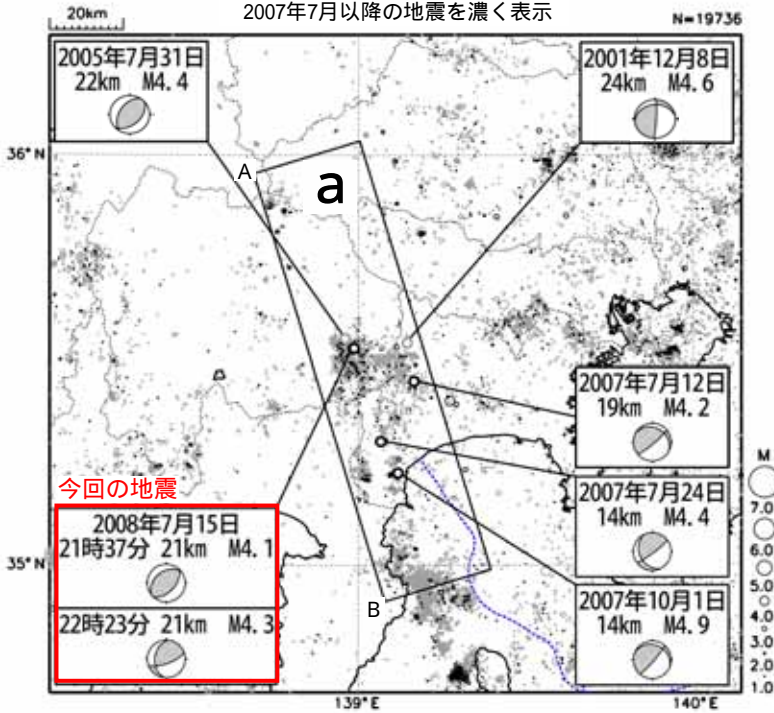 2007年7月以降の地震を濃く表示
20km
N=19736
2005年7月31日
22km M4.4
2001年12月8日
24km M4.6
36°N
A
a
2007年7月12日
19km M4.2
今回の地震
2007年7月24日
14km M4.4
2008年7月15日
21時37分 21km M4.1
22時23分 21km M4.3
35°N
B
2007年10月1日
14km M4.9
M
7.0
6.0
5.0
4.0
3.0
2.0
1.0
139°E
140°E